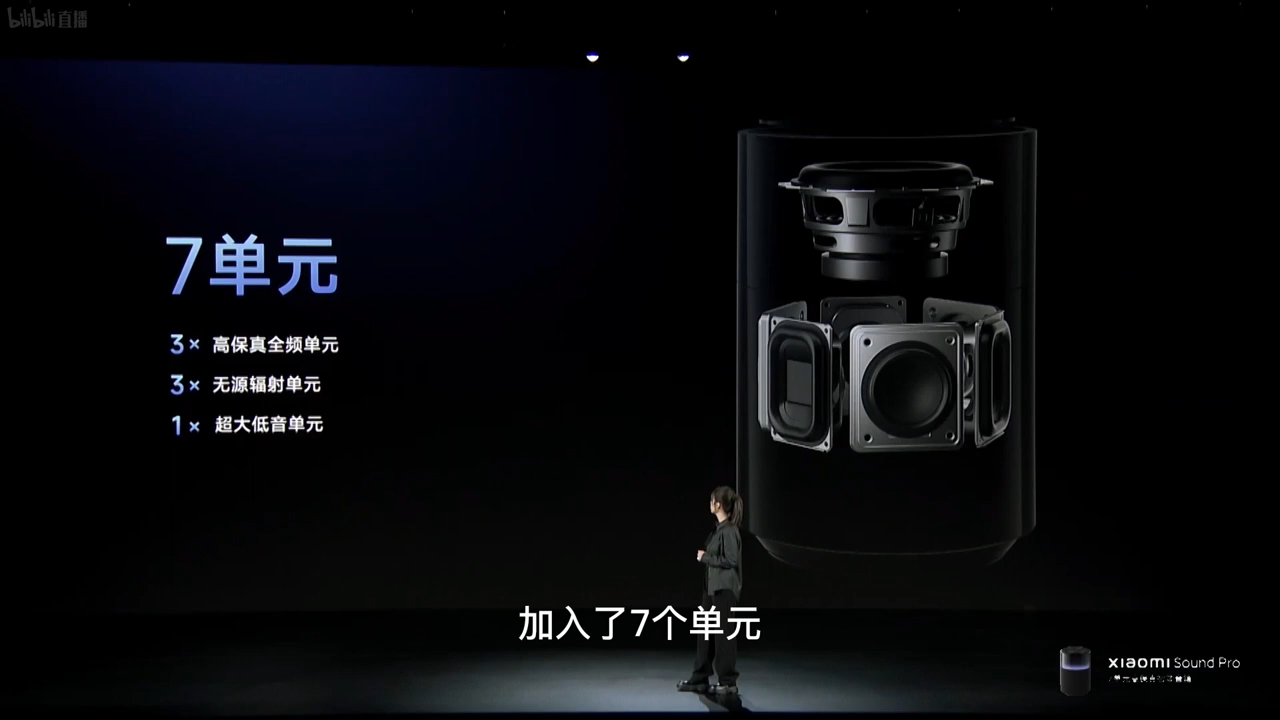 bilibili直播
7单元
3× 高保真全频单元
3× 无源辐射单元
1× 超大低音单元
加入了7个单元
xiaomi Sound Pro